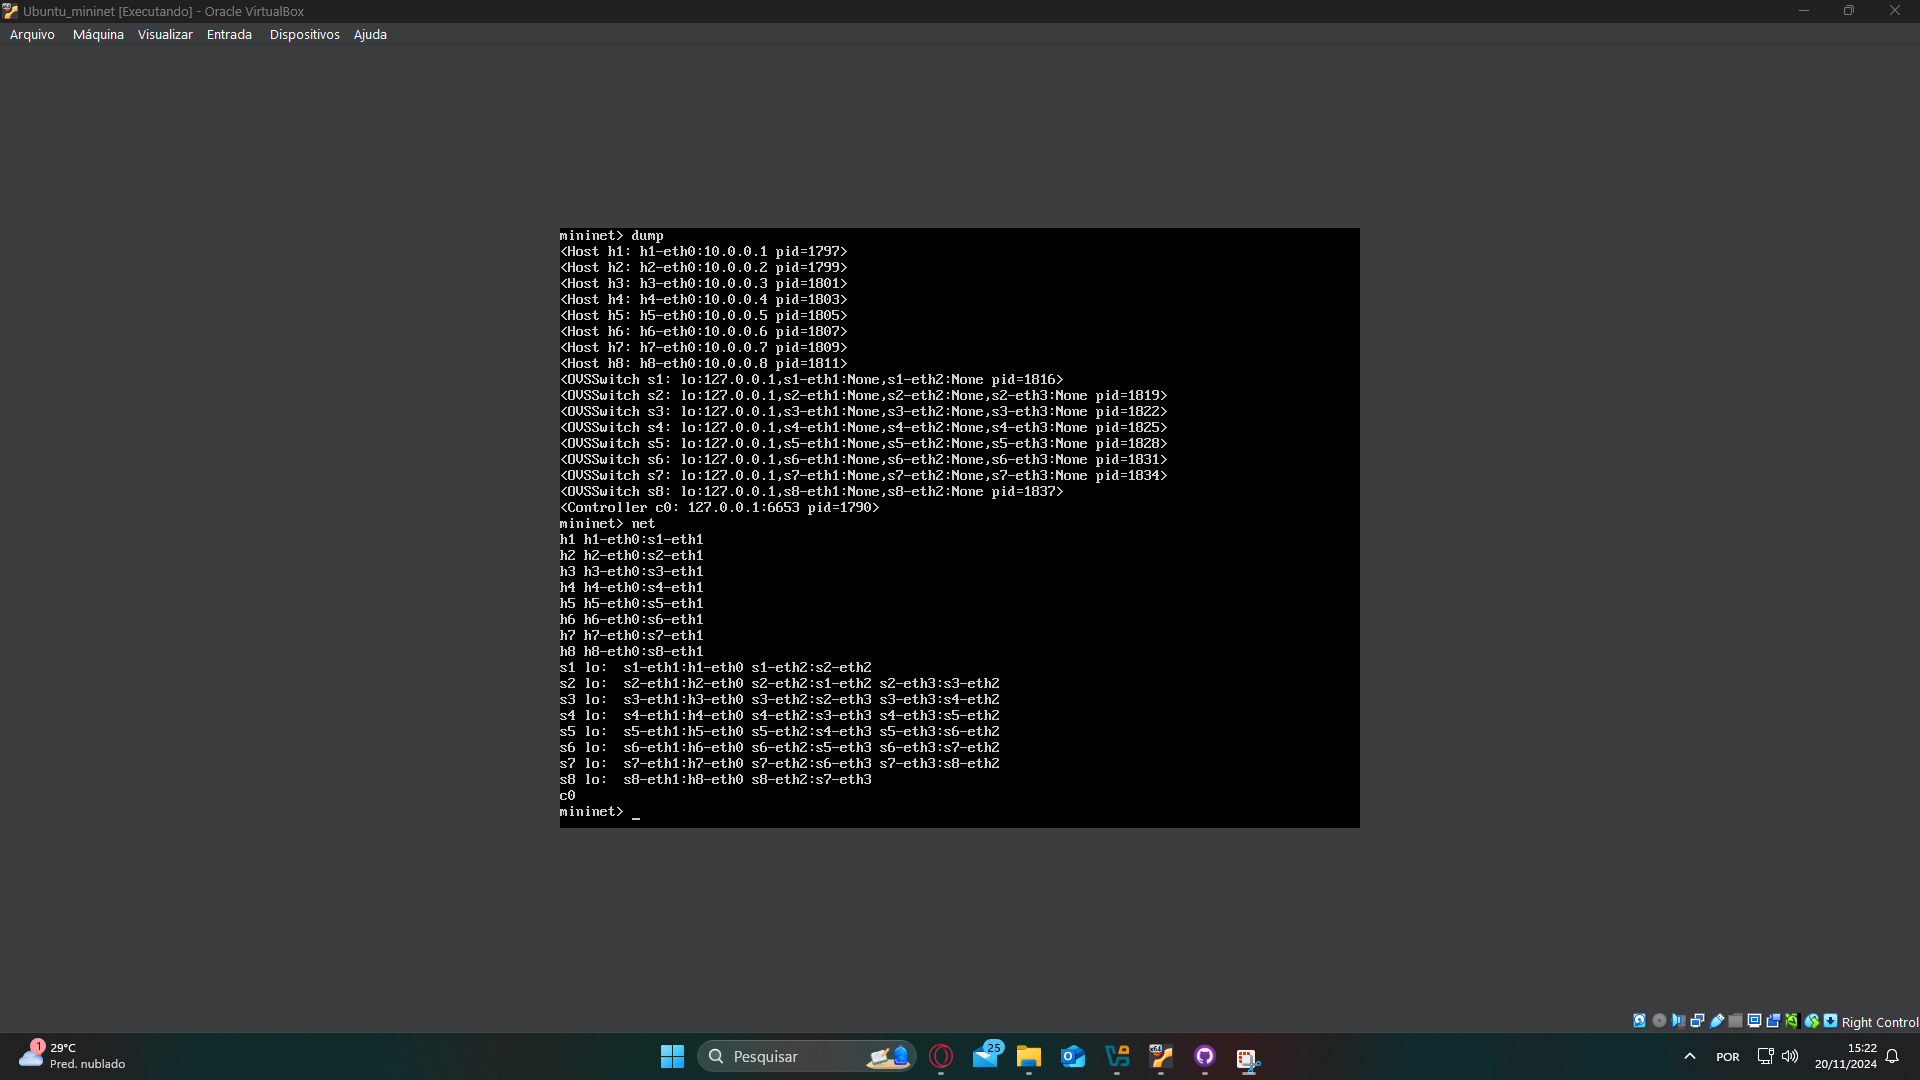 Ubuntu_mininet [Executando] - Oracle VirtualBox
Arquivo Máquina Visualizar Entrada Dispositivos Ajuda
mininet> dump
<Host h1: h1-eth0:10.0.0.1 pid=1797>
<Host h2: h2-eth0:10.0.0.2 pid=1799>
<Host h3: h3-eth0:10.0.0.3 pid=1801>
<Host h4: h4-eth0:10.0.0.4 pid=1803>
<Host h5: h5-eth0:10.0.0.5 pid=1805>
<Host h6: h6-eth0:10.0.0.6 pid=1807>
<Host h7: h7-eth0:10.0.0.7 pid=1809>
<Host h8: h8-eth0:10.0.0.8 pid=1811>
<OVSSwitch s1: lo:127.0.0.1,s1-eth1:None,s1-eth2:None pid=1816>
<OVSSwitch s2: lo:127.0.0.1,s2-eth1:None,s2-eth2:None,s2-eth3:None pid=1819>
<OVSSwitch s3: lo:127.0.0.1,s3-eth1:None,s3-eth2:None,s3-eth3:None pid=1822>
<OVSSwitch s4: lo:127.0.0.1,s4-eth1:None,s4-eth2:None,s4-eth3:None pid=1825>
<OVSSwitch s5: lo:127.0.0.1,s5-eth1:None,s5-eth2:None,s5-eth3:None pid=1828>
<OVSSwitch s6: lo:127.0.0.1,s6-eth1:None,s6-eth2:None,s6-eth3:None pid=1831>
<OVSSwitch s7: lo:127.0.0.1,s7-eth1:None,s7-eth2:None,s7-eth3:None pid=1834>
<OVSSwitch s8: lo:127.0.0.1,s8-eth1:None,s8-eth2:None pid=1837>
<Controller c0: 127.0.0.1:6653 pid=1790>
mininet> net
h1 h1-eth0:s1-eth1
h2 h2-eth0:s2-eth1
h3 h3-eth0:s3-eth1
h4 h4-eth0:s4-eth1
h5 h5-eth0:s5-eth1
h6 h6-eth0:s6-eth1
h7 h7-eth0:s7-eth1
h8 h8-eth0:s8-eth1
s1 lo:  s1-eth1:h1-eth0 s1-eth2:s2-eth2
s2 lo:  s2-eth1:h2-eth0 s2-eth2:s1-eth2 s2-eth3:s3-eth2
s3 lo:  s3-eth1:h3-eth0 s3-eth2:s2-eth3 s3-eth3:s4-eth2
s4 lo:  s4-eth1:h4-eth0 s4-eth2:s3-eth3 s4-eth3:s5-eth2
s5 lo:  s5-eth1:h5-eth0 s5-eth2:s4-eth3 s5-eth3:s6-eth2
s6 lo:  s6-eth1:h6-eth0 s6-eth2:s5-eth3 s6-eth3:s7-eth2
s7 lo:  s7-eth1:h7-eth0 s7-eth2:s6-eth3 s7-eth3:s8-eth2
s8 lo:  s8-eth1:h8-eth0 s8-eth2:s7-eth3
c0
mininet> _
Right Control
1
29°C
Pred. nublado
Pesquisar
25
POR
15:22
20/11/2024